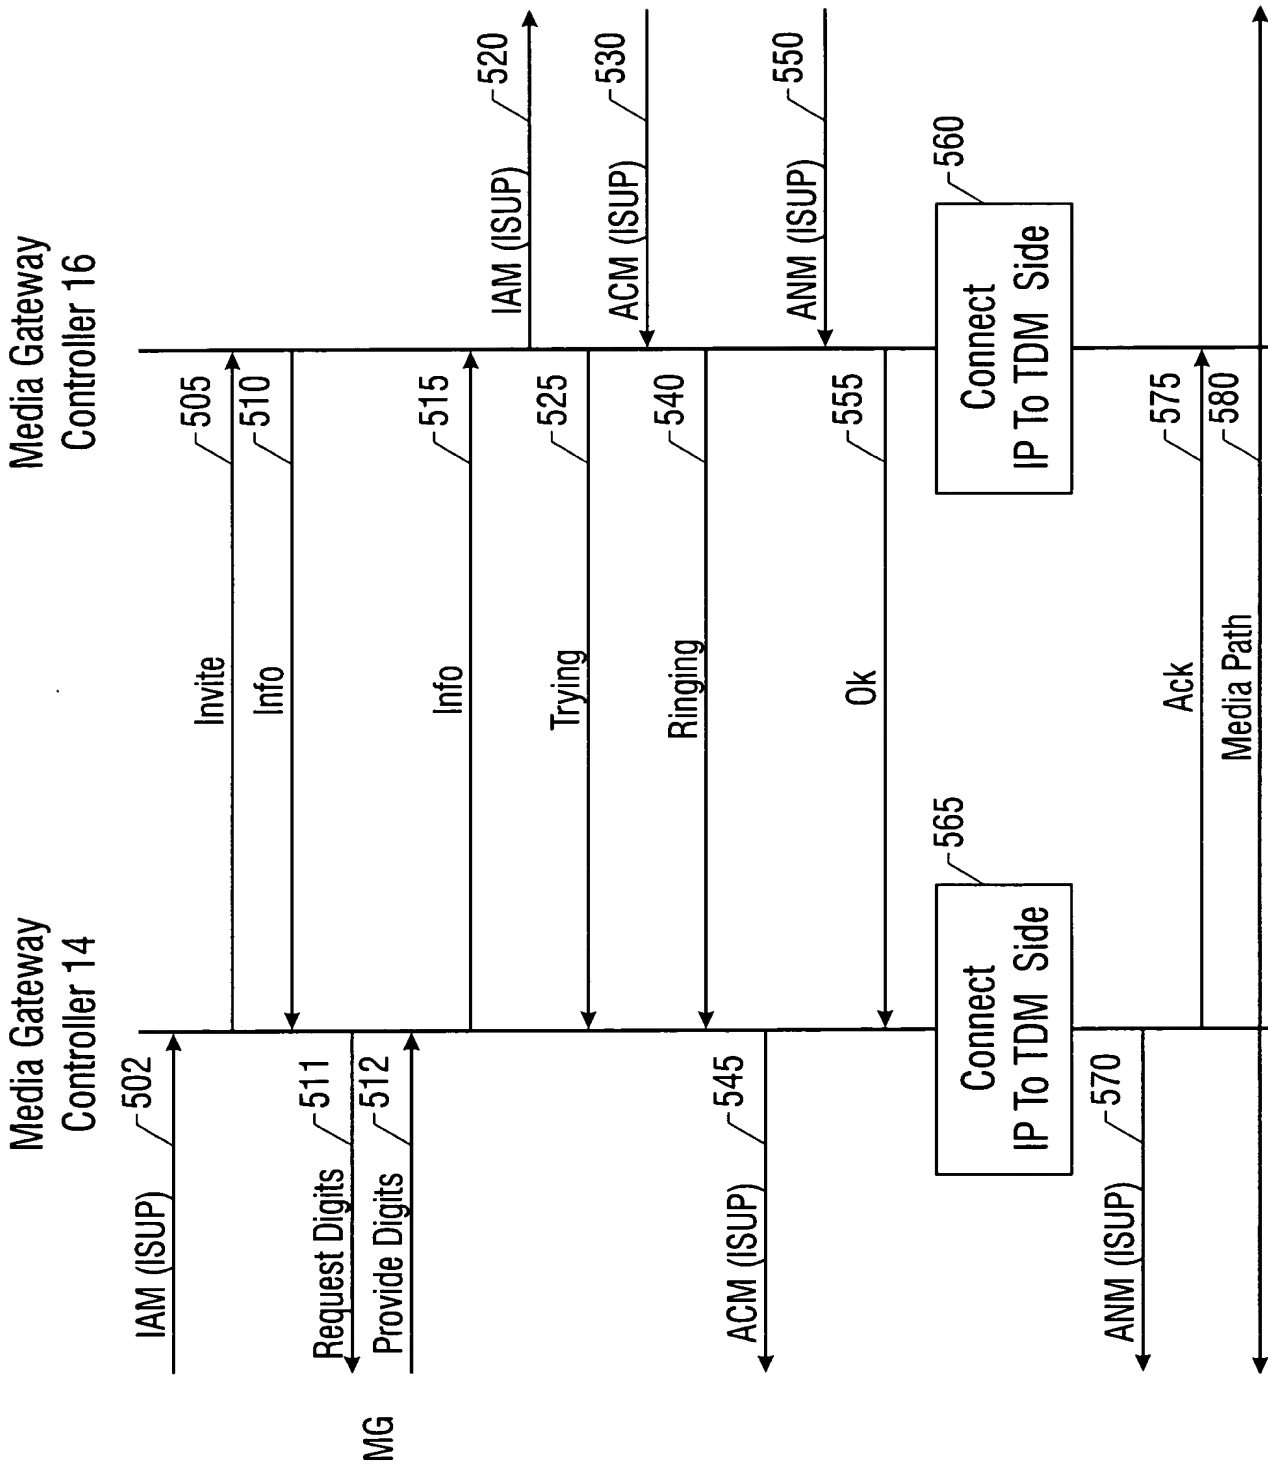 Media Gateway
Controller 14
Media Gateway
Controller 16
IAM (ISUP)
502
Invite
505
Info
510
Request Digits
511
MG
Provide Digits
512
Info
515
IAM (ISUP)
520
Trying
525
ACM (ISUP)
530
Ringing
540
ACM (ISUP)
545
ANM (ISUP)
550
Ok
555
Connect
IP To TDM Side
565
Connect
IP To TDM Side
560
ANM (ISUP)
570
Ack
575
Media Path
580